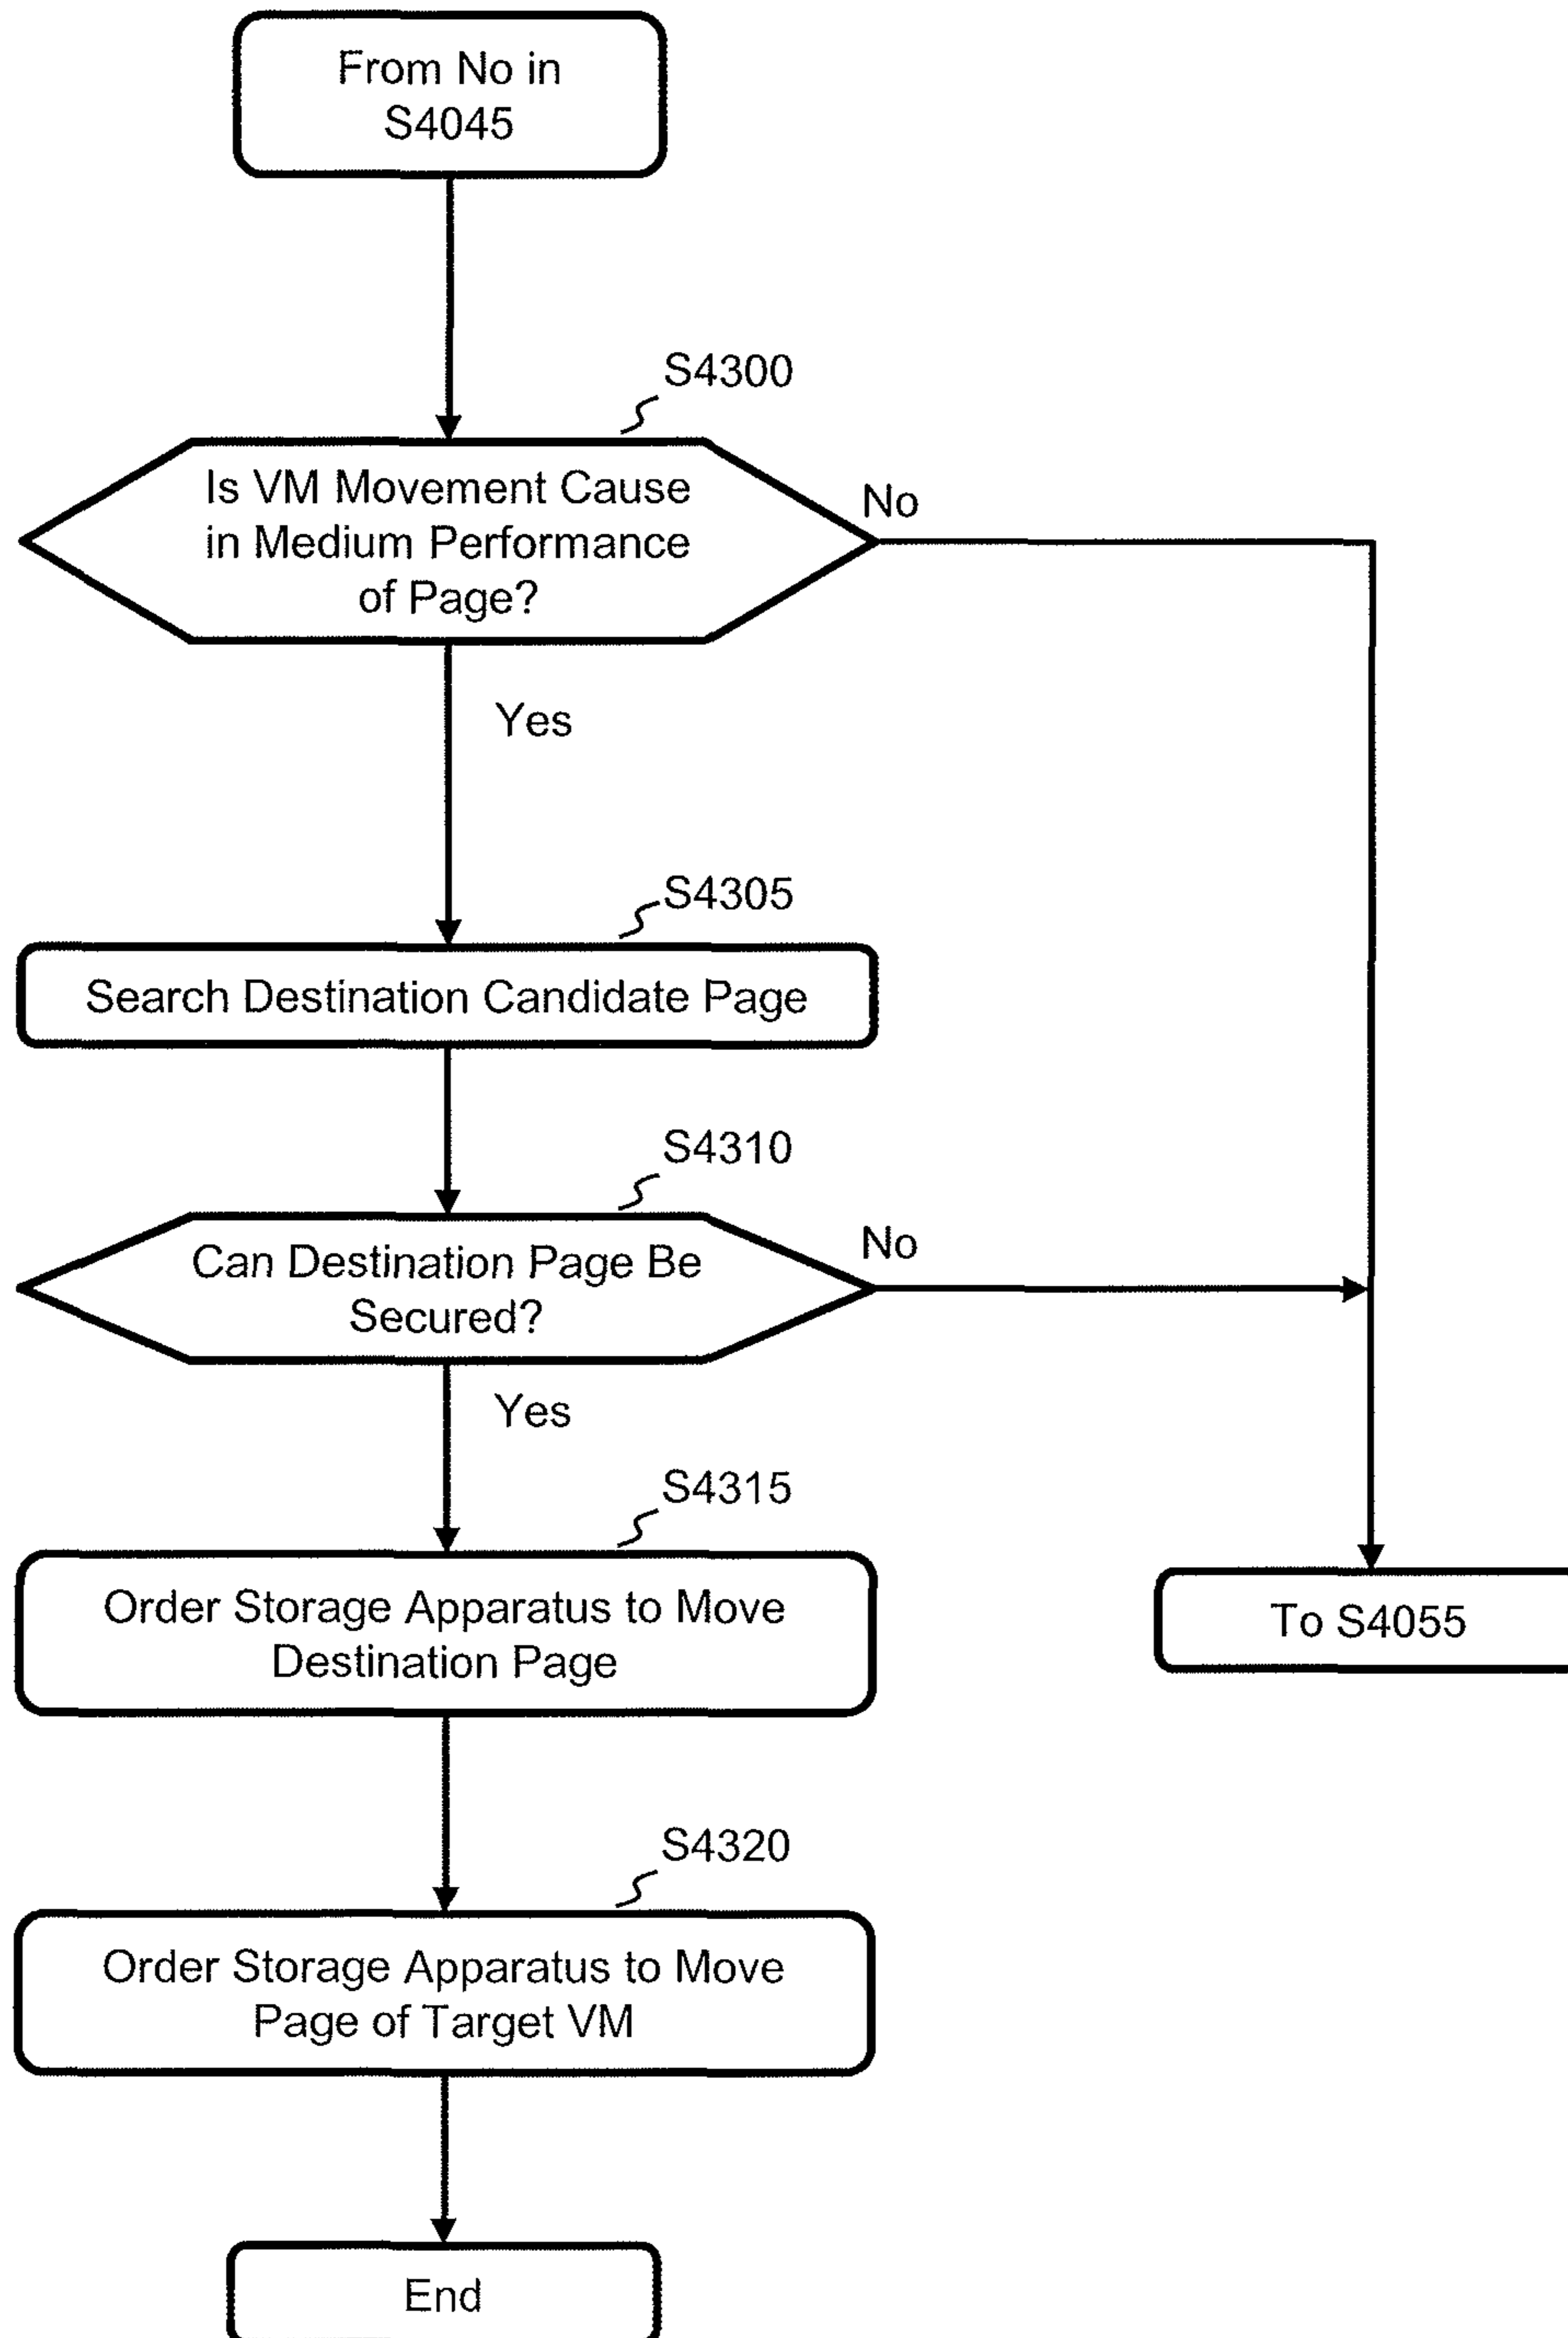 From No in
S4045
S4300
Is VM Movement Cause
in Medium Performance
of Page?
No
Yes
S4305
Search Destination Candidate Page
S4310
Can Destination Page Be
Secured?
No
Yes
S4315
Order Storage Apparatus to Move
Destination Page
To S4055
S4320
Order Storage Apparatus to Move
Page of Target VM
End